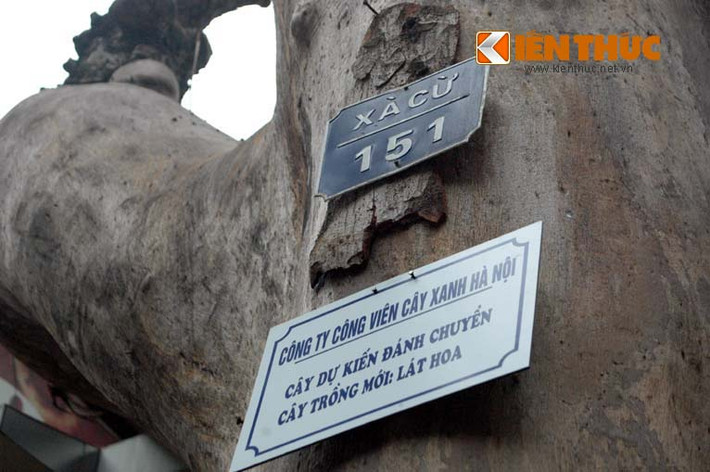 KIẾN THỨC
www.kienthuc.net.vn
XÀ CỪ
151
CÔNG TY CÔNG VIÊN CÂY XANH HÀ NỘI
CÂY DỰ KIẾN ĐÁNH CHUYỂN
CÂY TRỒNG MỚI: LÁT HOA